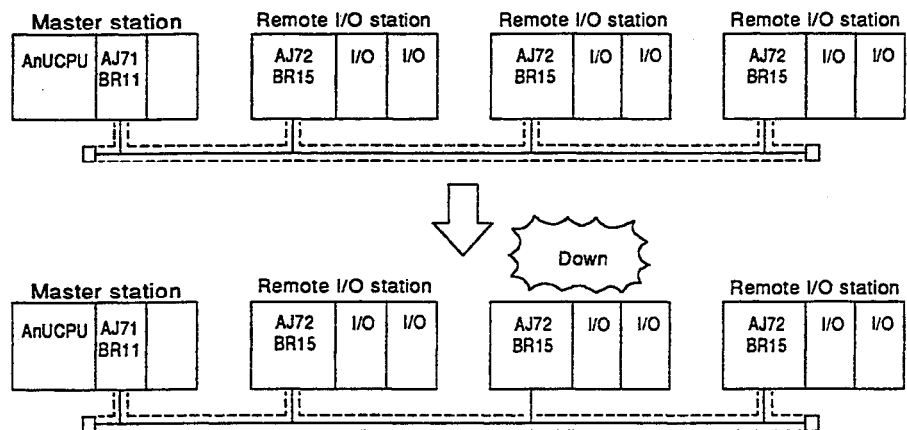 Master station Remote I/O station Remote I/O station Remote I/O station
AnUCPU AJ71 AJ72 I/O I/O AJ72 I/O I/O AJ72 I/O I/O
BR11 BR15 BR15 BR15
Down
Master station Remote I/O station Remote I/O station
AnUCPU AJ71 AJ72 I/O I/O AJ72 I/O I/O AJ72 I/O I/O
BR11 BR15 BR15 BR15